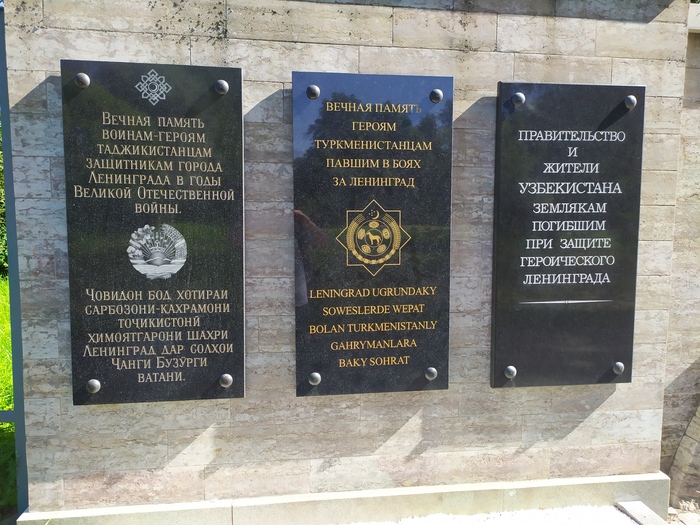 Вечная память
воинам-героям
таджикистанцам
защитникам города
Ленинграда в годы
Великой Отечественной
войны.
Човидон бод хотираи
сарбозони-кахрамони
точикистонӣ
химоятгарони шахри
Ленинград дар солхои
Чанги Бузӯрги
ватани.
ВЕЧНАЯ ПАМЯТЬ
ГЕРОЯМ
ТУРКМЕНИСТАНЦАМ
ПАВШИМ В БОЯХ
ЗА ЛЕНИНГРАД
LENINGRAD UGRUNDAKY
SOWESLERDE WEPAT
BOLAN TURKMENISTANLY
GAHRYMANLARA
BAKY SOHRAT
ПРАВИТЕЛЬСТВО
И
ЖИТЕЛИ
УЗБЕКИСТАНА
ЗЕМЛЯКАМ
ПОГИБШИМ
ПРИ ЗАЩИТЕ
ГЕРОИЧЕСКОГО
ЛЕНИНГРАДА